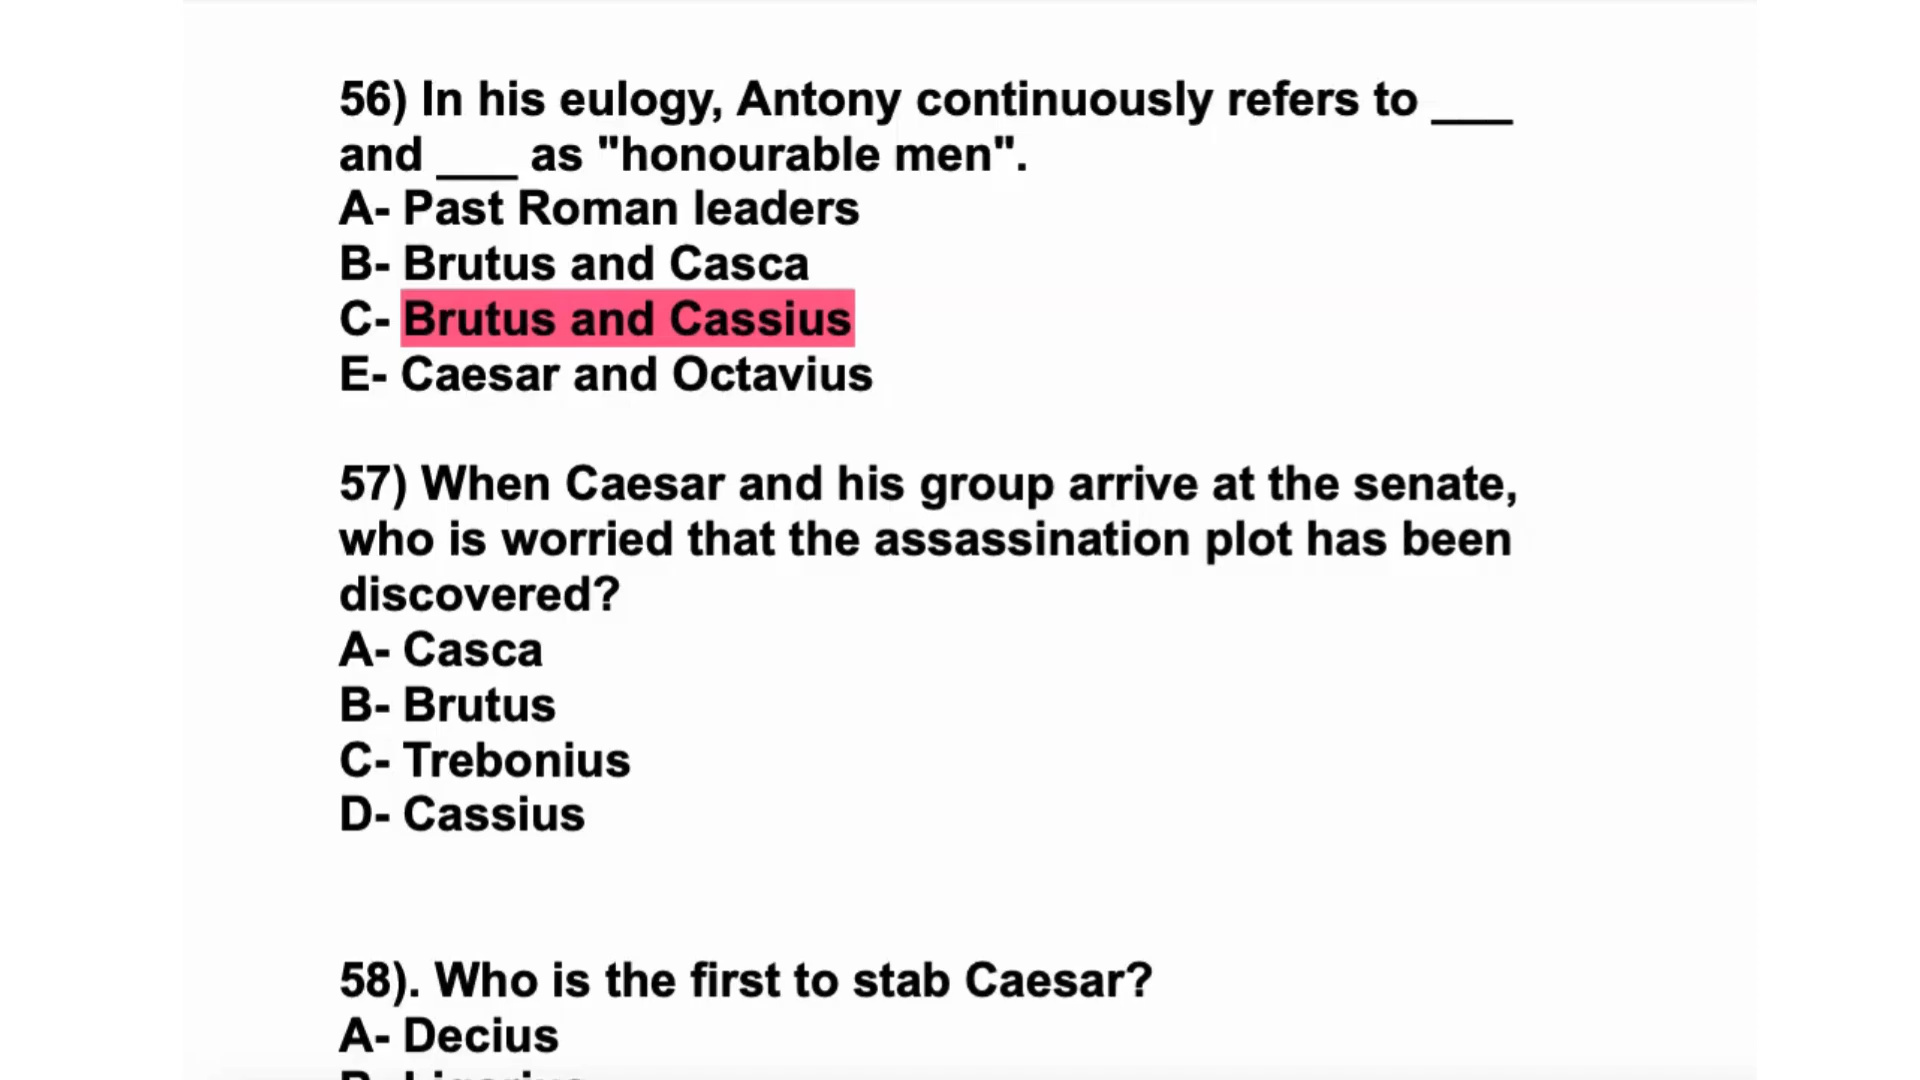 56) In his eulogy, Antony continuously refers to ___
and ___ as "honourable men".
A- Past Roman leaders
B- Brutus and Casca
C- Brutus and Cassius
E- Caesar and Octavius
57) When Caesar and his group arrive at the senate,
who is worried that the assassination plot has been
discovered?
A- Casca
B- Brutus
C- Trebonius
D- Cassius
58). Who is the first to stab Caesar?
A- Decius